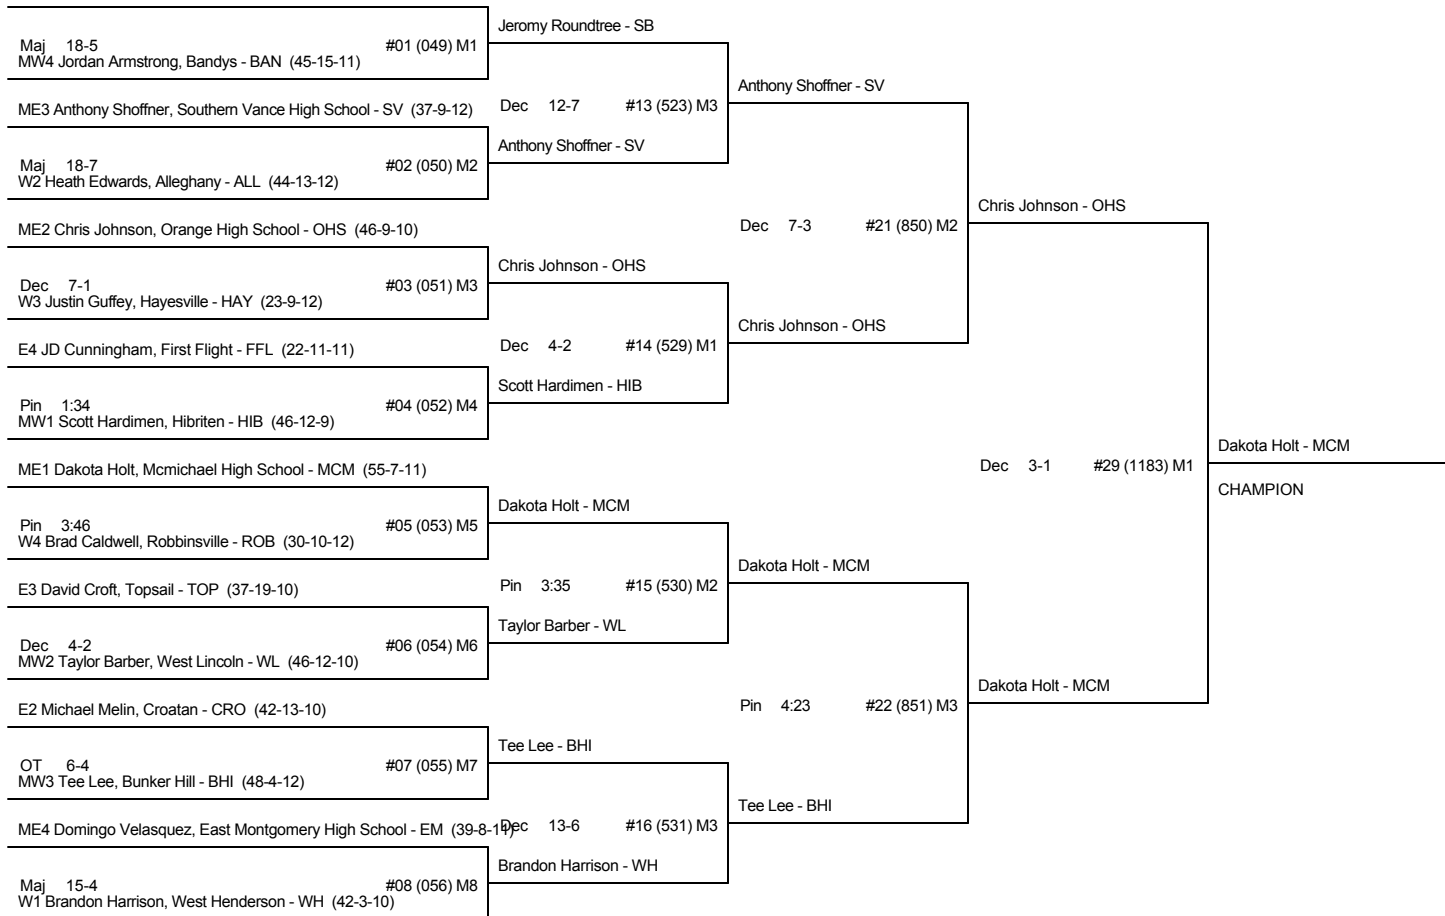 Jeromy Roundtree - SB
Maj 18-5 #01 (049) M1
MW4 Jordan Armstrong, Bandys - BAN (45-15-11)
Anthony Shoffner - SV
ME3 Anthony Shoffner, Southern Vance High School - SV (37-9-12)
Dec 12-7 #13 (523) M3
Anthony Shoffner - SV
Maj 18-7 #02 (050) M2
W2 Heath Edwards, Alleghany - ALL (44-13-12)
Chris Johnson - OHS
ME2 Chris Johnson, Orange High School - OHS (46-9-10)
Dec 7-3 #21 (850) M2
Chris Johnson - OHS
Dec 7-1 #03 (051) M3
W3 Justin Guffey, Hayesville - HAY (23-9-12)
Chris Johnson - OHS
E4 JD Cunningham, First Flight - FFL (22-11-11)
Dec 4-2 #14 (529) M1
Scott Hardimen - HIB
Pin 1:34 #04 (052) M4
MW1 Scott Hardimen, Hibriten - HIB (46-12-9)
Dakota Holt - MCM
ME1 Dakota Holt, Mcmichael High School - MCM (55-7-11)
Dec 3-1 #29 (1183) M1
CHAMPION
Dakota Holt - MCM
Pin 3:46 #05 (053) M5
W4 Brad Caldwell, Robbinsville - ROB (30-10-12)
Dakota Holt - MCM
E3 David Croft, Topsail - TOP (37-19-10)
Pin 3:35 #15 (530) M2
Taylor Barber - WL
Dec 4-2 #06 (054) M6
MW2 Taylor Barber, West Lincoln - WL (46-12-10)
Dakota Holt - MCM
E2 Michael Melin, Croatan - CRO (42-13-10)
Pin 4:23 #22 (851) M3
Tee Lee - BHI
OT 6-4 #07 (055) M7
MW3 Tee Lee, Bunker Hill - BHI (48-4-12)
Tee Lee - BHI
ME4 Domingo Velasquez, East Montgomery High School - EM (39-8-11)
Dec 13-6 #16 (531) M3
Brandon Harrison - WH
Maj 15-4 #08 (056) M8
W1 Brandon Harrison, West Henderson - WH (42-3-10)